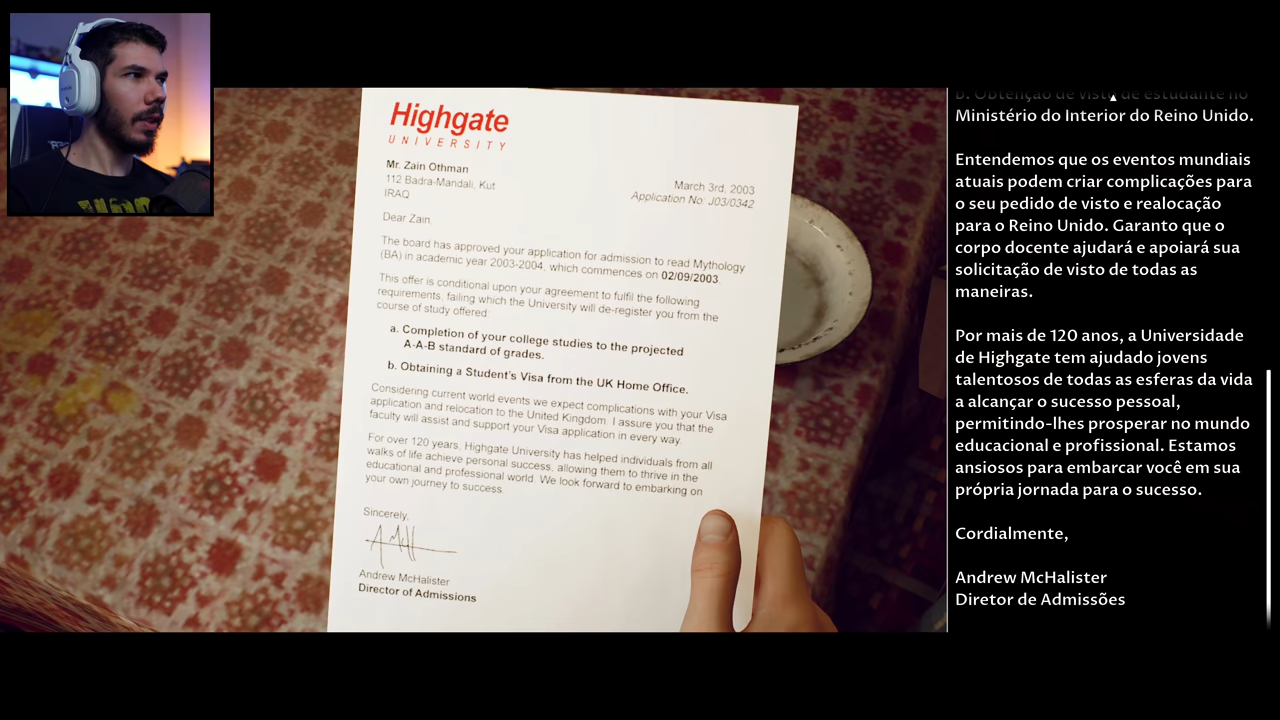 Highgate
UNIVERSITY
Mr. Zain Othman
112 Badra-Mandali, Kut
IRAQ
March 3rd, 2003
Application No: J03/0342
Dear Zain,
The board has approved your application for admission to read Mythology
(BA) in academic year 2003-2004, which commences on 02/09/2003.
This offer is conditional upon your agreement to fulfil the following
requirements, failing which the University will de-register you from the
course of study offered:
a. Completion of your college studies to the projected
A-A-B standard of grades.
b. Obtaining a Student's Visa from the UK Home Office.
Considering current world events we expect complications with your Visa
application and relocation to the United Kingdom. I assure you that the
faculty will assist and support your Visa application in every way.
For over 120 years, Highgate University has helped individuals from all
walks of life achieve personal success, allowing them to thrive in the
educational and professional world. We look forward to embarking on
your own journey to success.
Sincerely,
Andrew McHalister
Director of Admissions
b. Obtenção de visto de estudante no
Ministério do Interior do Reino Unido.
Entendemos que os eventos mundiais
atuais podem criar complicações para
o seu pedido de visto e realocação
para o Reino Unido. Garanto que o
corpo docente ajudará e apoiará sua
solicitação de visto de todas as
maneiras.
Por mais de 120 anos, a Universidade
de Highgate tem ajudado jovens
talentosos de todas as esferas da vida
a alcançar o sucesso pessoal,
permitindo-lhes prosperar no mundo
educacional e profissional. Estamos
ansiosos para embarcar você em sua
própria jornada para o sucesso.
Cordialmente,
Andrew McHalister
Diretor de Admissões